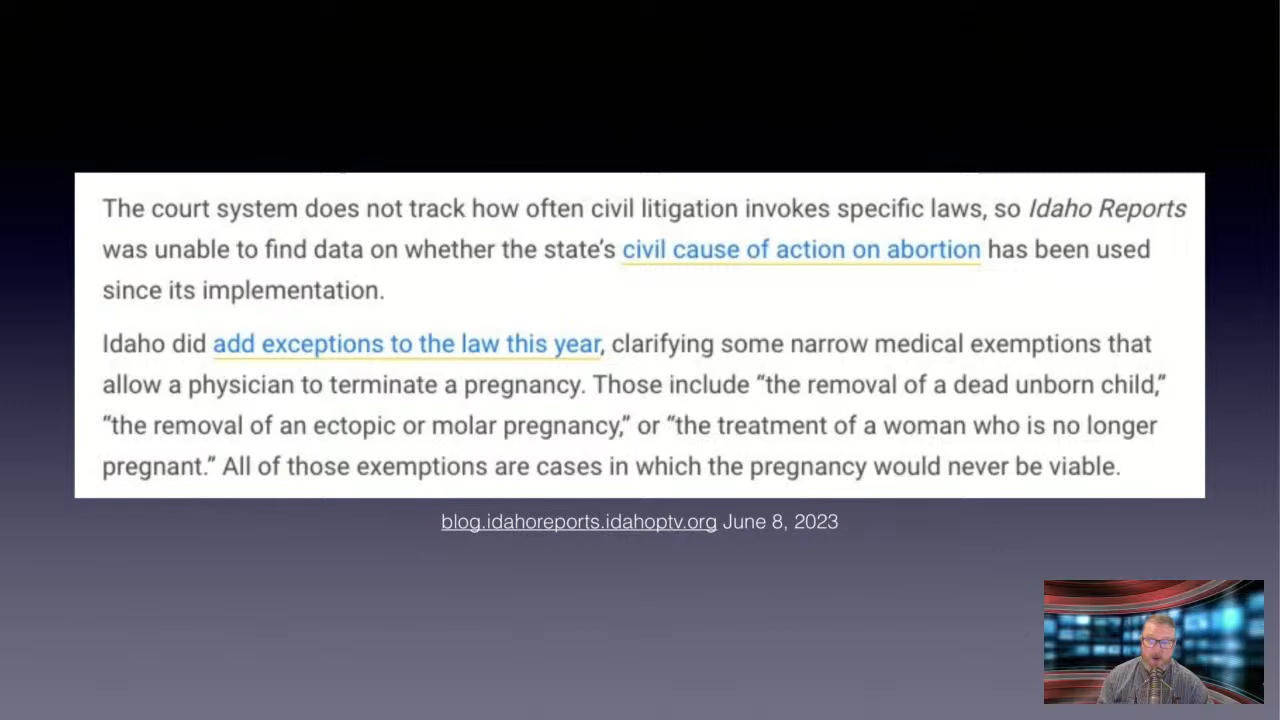 The court system does not track how often civil litigation invokes specific laws, so Idaho Reports
was unable to find data on whether the state’s civil cause of action on abortion has been used
since its implementation.
Idaho did add exceptions to the law this year, clarifying some narrow medical exemptions that
allow a physician to terminate a pregnancy. Those include “the removal of a dead unborn child,”
“the removal of an ectopic or molar pregnancy,” or “the treatment of a woman who is no longer
pregnant.” All of those exemptions are cases in which the pregnancy would never be viable.
blog.idahoreports.idahoptv.org June 8, 2023